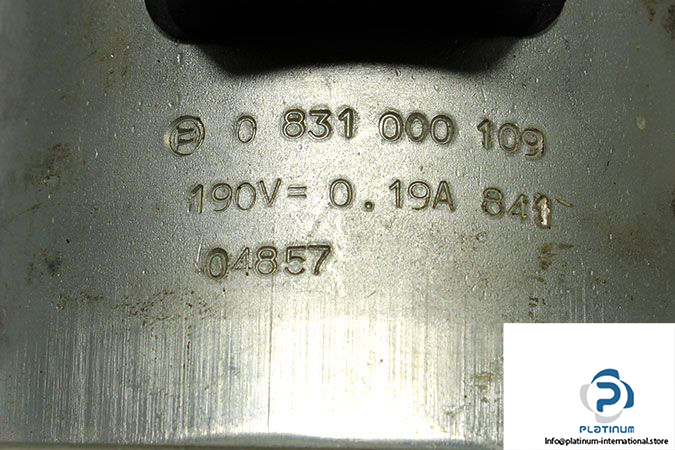 0 831 000 109
190V= 0.19A 841
04857
PLATINUM
Info@platinum-international.store